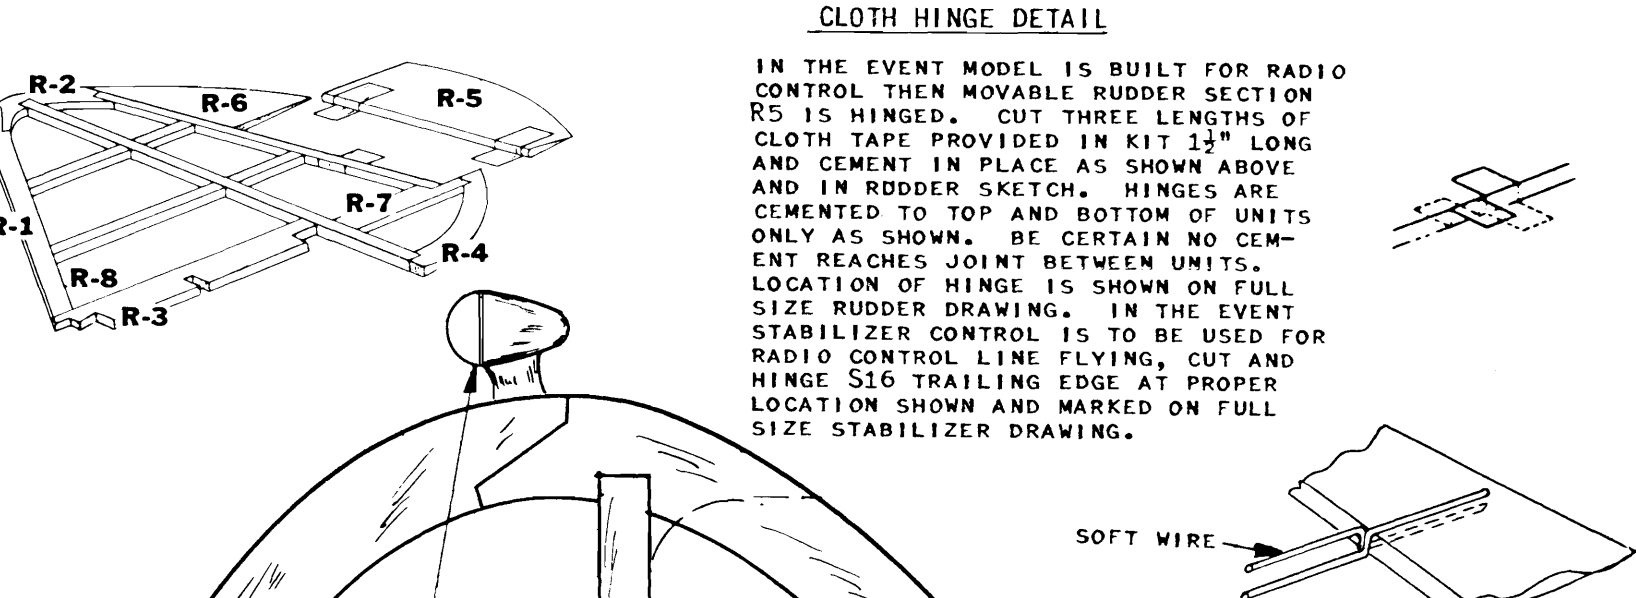 CLOTH HINGE DETAIL
IN THE EVENT MODEL IS BUILT FOR RADIO
CONTROL THEN MOVABLE RUDDER SECTION
R5 IS HINGED. CUT THREE LENGTHS OF
CLOTH TAPE PROVIDED IN KIT 1½" LONG
AND CEMENT IN PLACE AS SHOWN ABOVE
AND IN RUDDER SKETCH. HINGES ARE
CEMENTED TO TOP AND BOTTOM OF UNITS
ONLY AS SHOWN. BE CERTAIN NO CEM-
ENT REACHES JOINT BETWEEN UNITS.
LOCATION OF HINGE IS SHOWN ON FULL
SIZE RUDDER DRAWING. IN THE EVENT
STABILIZER CONTROL IS TO BE USED FOR
RADIO CONTROL LINE FLYING, CUT AND
HINGE S16 TRAILING EDGE AT PROPER
LOCATION SHOWN AND MARKED ON FULL
SIZE STABILIZER DRAWING.
R-2
R-6
R-5
R-7
R-1
R-4
R-8
R-3
SOFT WIRE